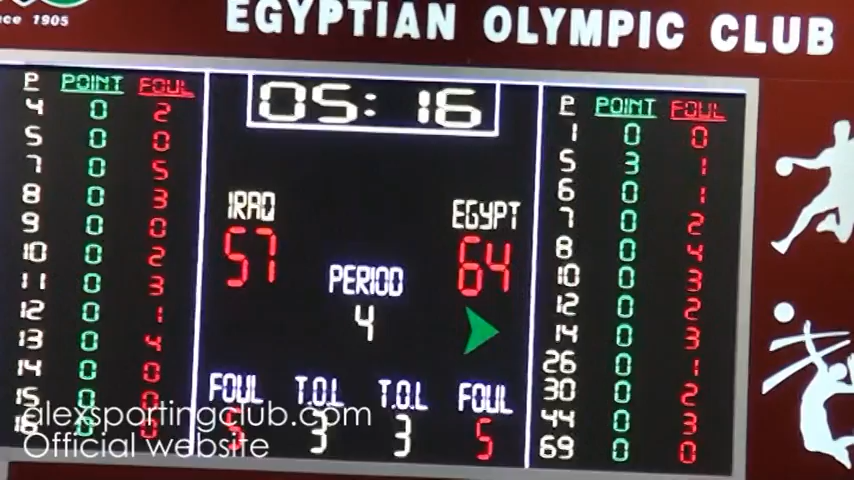 nce 1905
EGYPTIAN OLYMPIC CLUB
P POINT FOUL
4 0 2
5 0 0
7 0 5
8 0 3
9 0 0
10 0 2
11 0 3
12 0 1
13 0 4
14 0 0
15 0 0
16 0 0
05:16
IRAQ
57
EGYPT
64
PERIOD
4
FOUL T.O.L T.O.L FOUL
5 3 3 5
P POINT FOUL
1 0 0
5 3 1
6 0 1
7 0 2
8 0 4
10 0 3
12 0 2
14 0 3
26 0 1
30 0 2
44 0 3
69 0 0
alexsportingclub.com
Official website